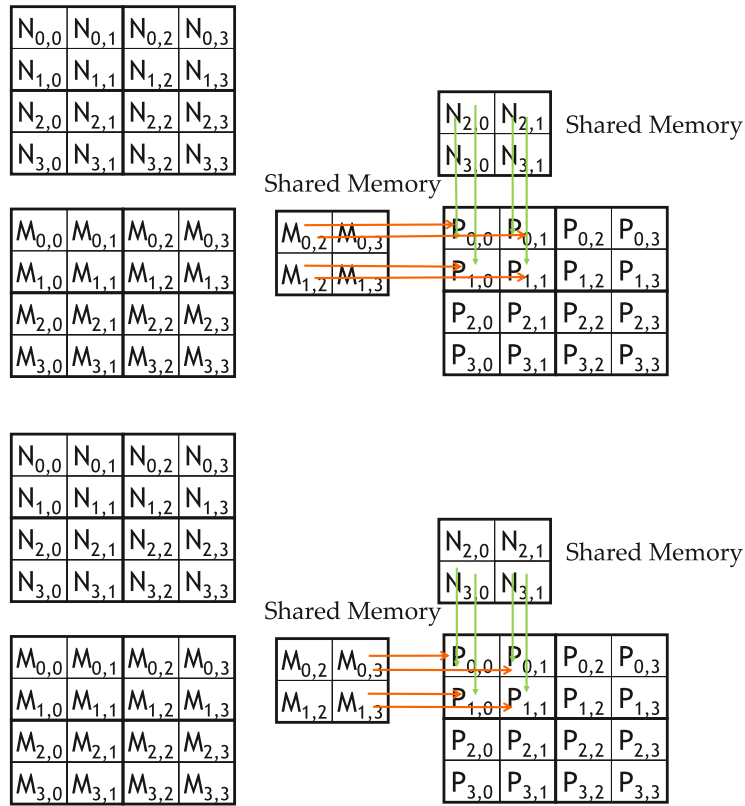 N0,0 N0,1 N0,2 N0,3
N1,0 N1,1 N1,2 N1,3
N2,0 N2,1 N2,2 N2,3
N3,0 N3,1 N3,2 N3,3
N2,0 N2,1
N3,0 N3,1
Shared Memory
Shared Memory
M0,0 M0,1 M0,2 M0,3
M1,0 M1,1 M1,2 M1,3
M2,0 M2,1 M2,2 M2,3
M3,0 M3,1 M3,2 M3,3
M0,2 M0,3
M1,2 M1,3
P0,0 P0,1 P0,2 P0,3
P1,0 P1,1 P1,2 P1,3
P2,0 P2,1 P2,2 P2,3
P3,0 P3,1 P3,2 P3,3
N0,0 N0,1 N0,2 N0,3
N1,0 N1,1 N1,2 N1,3
N2,0 N2,1 N2,2 N2,3
N3,0 N3,1 N3,2 N3,3
N2,0 N2,1
N3,0 N3,1
Shared Memory
Shared Memory
M0,0 M0,1 M0,2 M0,3
M1,0 M1,1 M1,2 M1,3
M2,0 M2,1 M2,2 M2,3
M3,0 M3,1 M3,2 M3,3
M0,2 M0,3
M1,2 M1,3
P0,0 P0,1 P0,2 P0,3
P1,0 P1,1 P1,2 P1,3
P2,0 P2,1 P2,2 P2,3
P3,0 P3,1 P3,2 P3,3